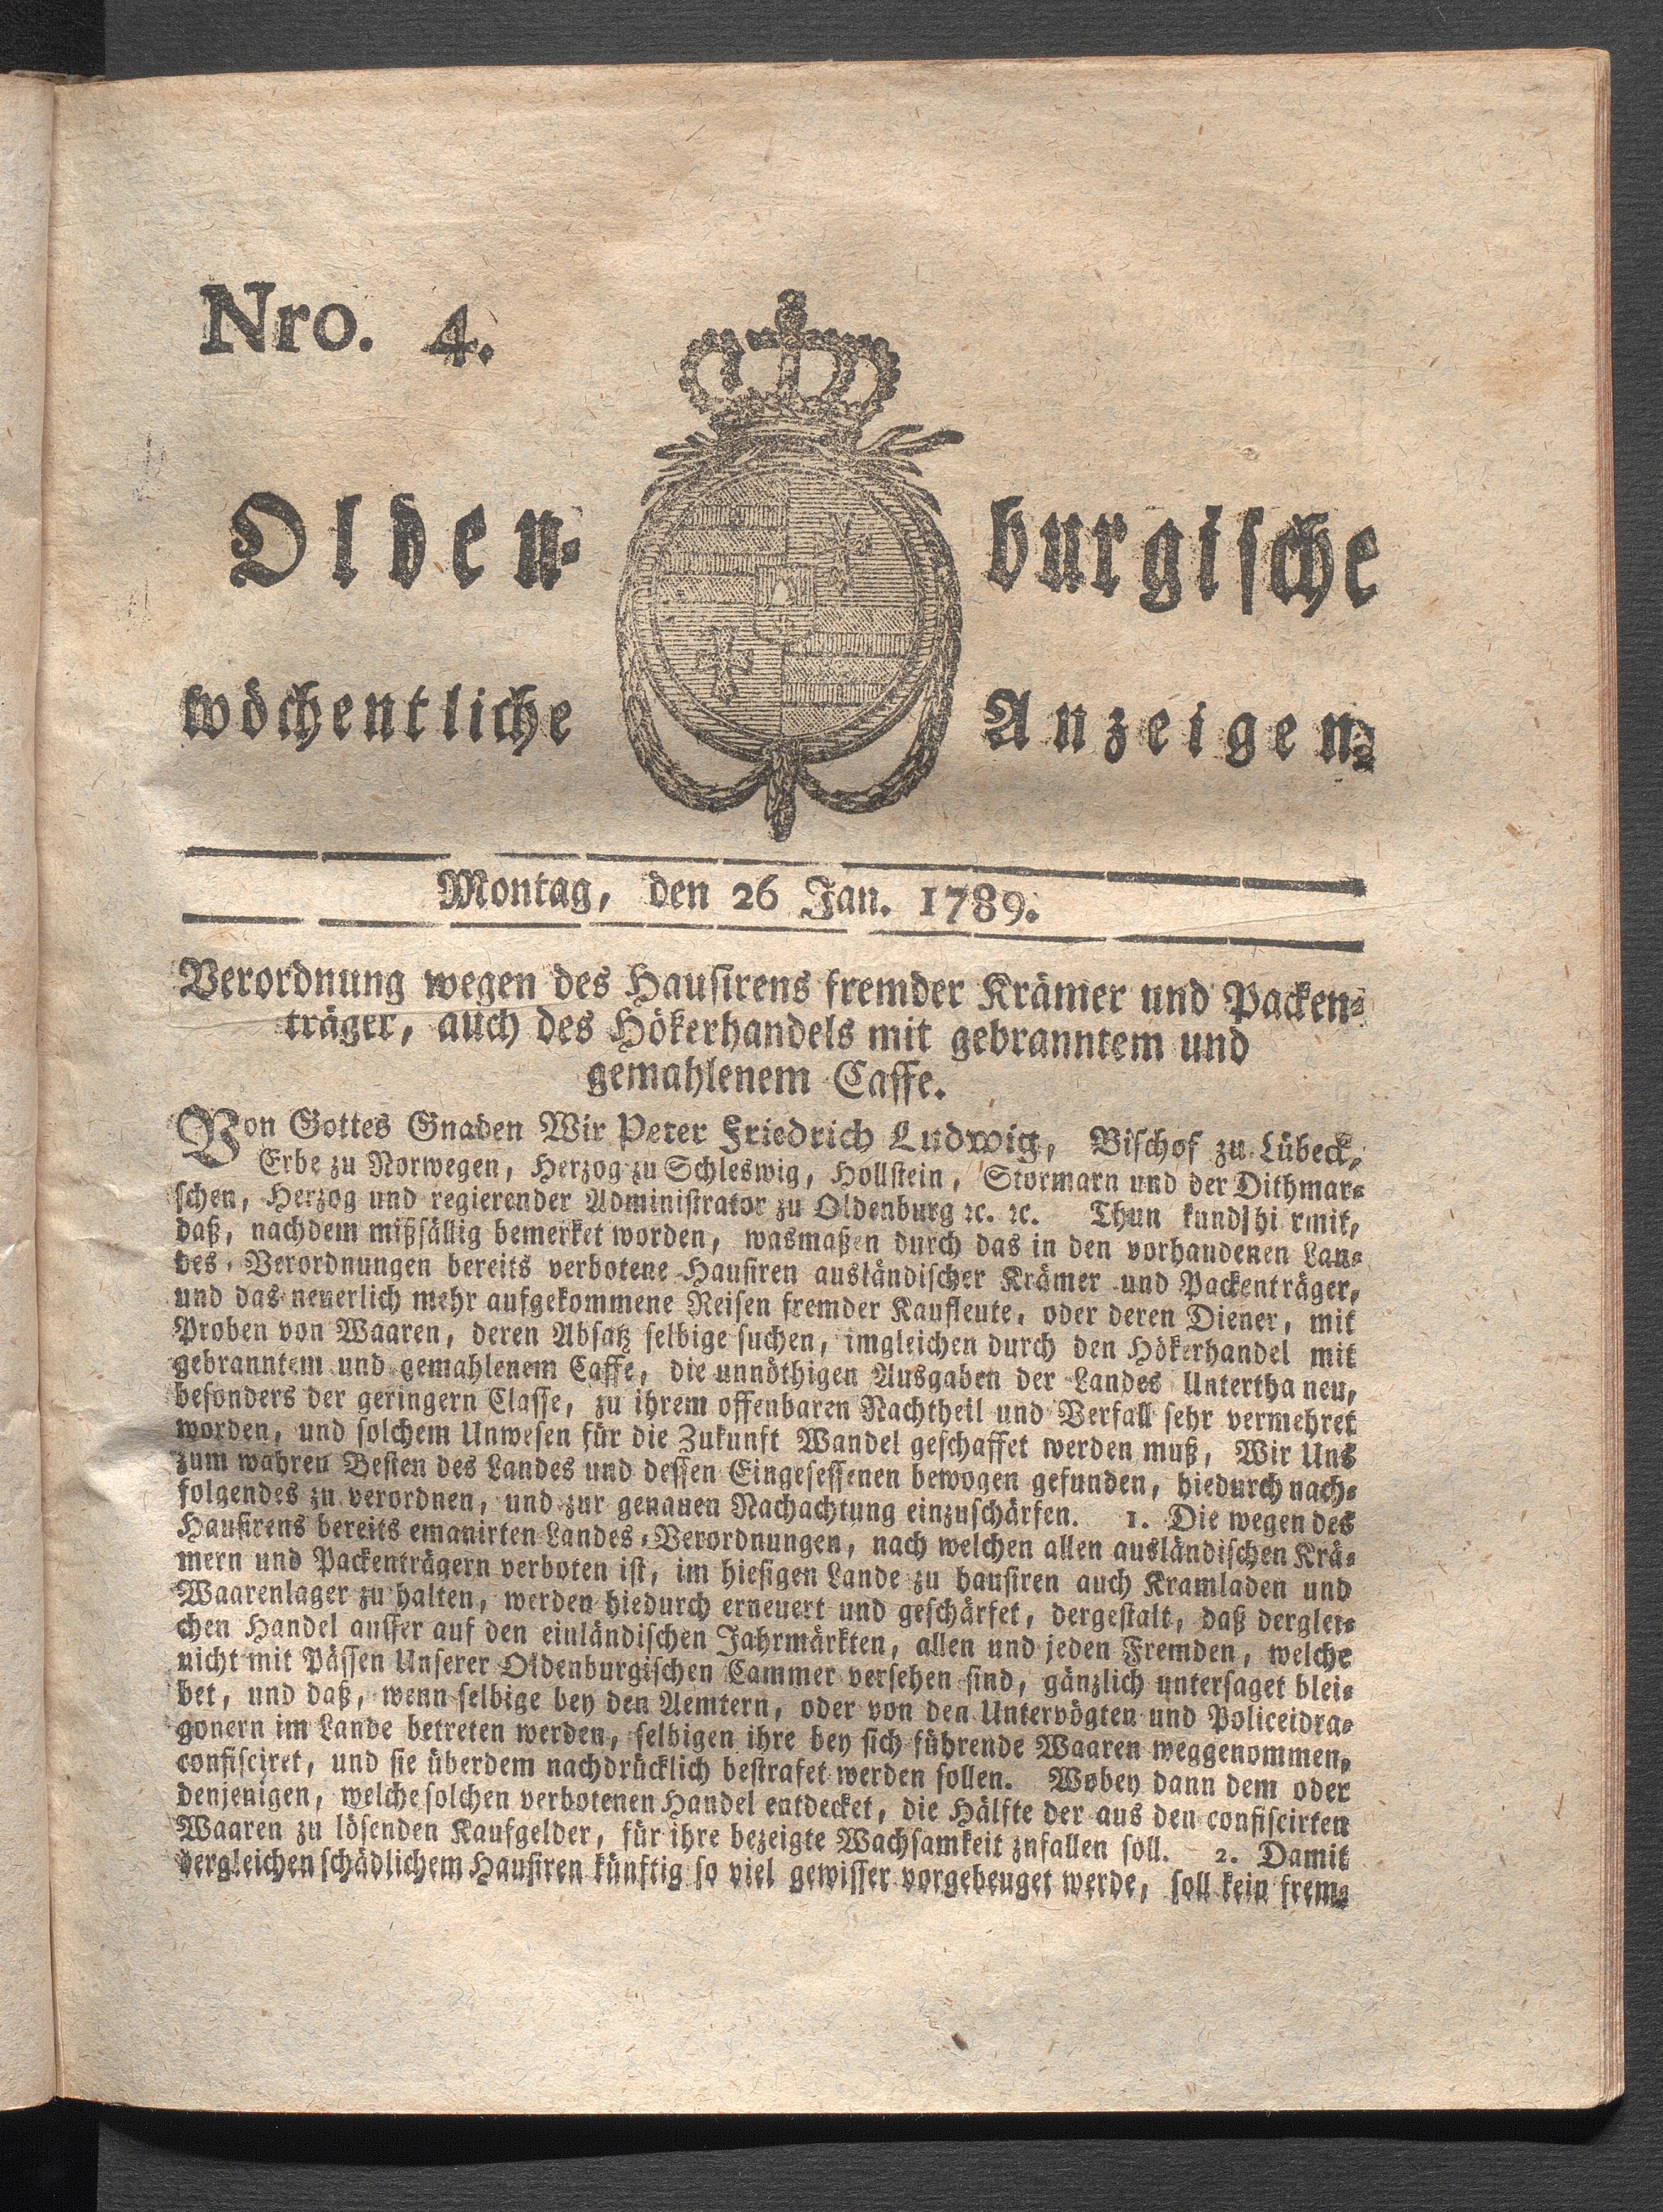 Nro. 4.
Olden- burgische
wöchentliche Anzeigen.
Montag, den 26 Jan. 1789.
Verordnung wegen des Hausirens fremder Krämer und Packen-
träger, auch des Hökerhandels mit gebranntem und
gemahlenem Caffe.
Von Gottes Gnaden Wir Peter Friedrich Ludwig, Bischof zu Lübeck,
Erbe zu Norwegen, Herzog zu Schleswig, Hollstein, Stormarn und der Dithmar-
schen, Herzog und regierender Administrator zu Oldenburg ꝛc. ꝛc. Thun kund hi rmit,
daß, nachdem mißfällig bemerket worden, wasmaßen durch das in den vorhandenen Lan-
des-Verordnungen bereits verbotene Hausiren ausländischer Krämer und Packenträger,
und das neuerlich mehr aufgekommene Reisen fremder Kaufleute, oder deren Diener, mit
Proben von Waaren, deren Absatz selbige suchen, imgleichen durch den Hökerhandel mit
gebranntem und gemahlenem Caffe, die unnöthigen Ausgaben der Landes Unterthaneu,
besonders der geringern Classe, zu ihrem offenbaren Nachtheil und Verfall sehr vermehret
worden, und solchem Unwesen für die Zukunft Wandel geschaffet werden muß, Wir Uns
zum wahren Besten des Landes und dessen Eingesessenen bewogen gefunden, hiedurch nach-
folgendes zu verordnen, und zur genauen Nachachtung einzuschärfen. 1. Die wegen des
Hausirens bereits emanirten Landes-Verordnungen, nach welchen allen ausländischen Krä-
mern und Packenträgern verboten ist, im hiesigen Lande zu hausiren auch Kramladen und
Waarenlager zu halten, werden hiedurch erneuert und geschärfet, dergestalt, daß derglei-
chen Handel ausser auf den einländischen Jahrmärkten, allen und jeden Fremden, welche
nicht mit Pässen Unserer Oldenburgischen Cammer versehen sind, gänzlich untersaget blei-
bet, und daß, wenn selbige bey den Aemtern, oder von den Untervögten und Policeidra-
gonern im Lande betreten werden, selbigen ihre bey sich führende Waaren weggenommen,
confisciret, und sie überdem nachdrücklich bestrafet werden sollen. Wobey dann dem oder
denjenigen, welche solchen verbotenen Handel entdecket, die Hälfte der aus den confiscirten
Waaren zu lösenden Kaufgelder, für ihre bezeigte Wachsamkeit znfallen soll. 2. Damit
dergleichen schädlichem Hausiren künftig so viel gewisser vorgebeuget werde, soll kein frem-